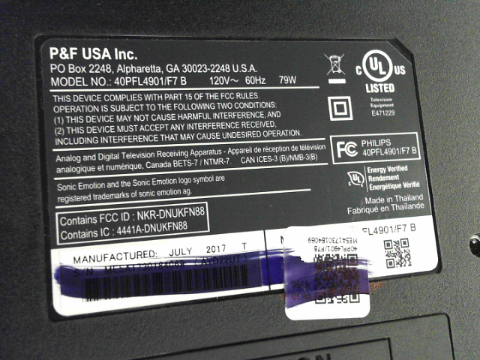 P&F USA Inc.
PO Box 2248, Alpharetta, GA 30023-2248 U.S.A.
MODEL NO.: 40PFL4901/F7 B 120V~ 60Hz 79W
THIS DEVICE COMPLIES WITH PART 15 OF THE FCC RULES
OPERATION IS SUBJECT TO THE FOLLOWING TWO CONDITIONS:
(1) THIS DEVICE MAY NOT CAUSE HARMFUL INTERFERENCE, AND
(2) THIS DEVICE MUST ACCEPT ANY INTERFERENCE RECEIVED,
INCLUDING INTERFERENCE THAT MAY CAUSE UNDESIRED OPERATION.
Analog and Digital Television Receiving Apparatus - Appareil de réception de télévision
analogique et numérique, Canada BETS-7 / NTMR-7. CAN ICES-3 (B)/NMB-3(B)
Sonic Emotion and the Sonic Emotion logo symbol are
registered trademarks of sonic emotion ag.
Contains FCC ID : NKR-DNUKFN88
Contains IC : 4441A-DNUKFN88
MANUFACTURED: JULY 2017 T
C UL US
LISTED
Television
Equipment
E471229
FC PHILIPS
40PFL4901/F7 B
Energy Verified
Rendement
Énergétique Vérifié
Made in Thailand
Fabriqué en Thaïlande
FL4901/F7 B
40PFL4901/F7B